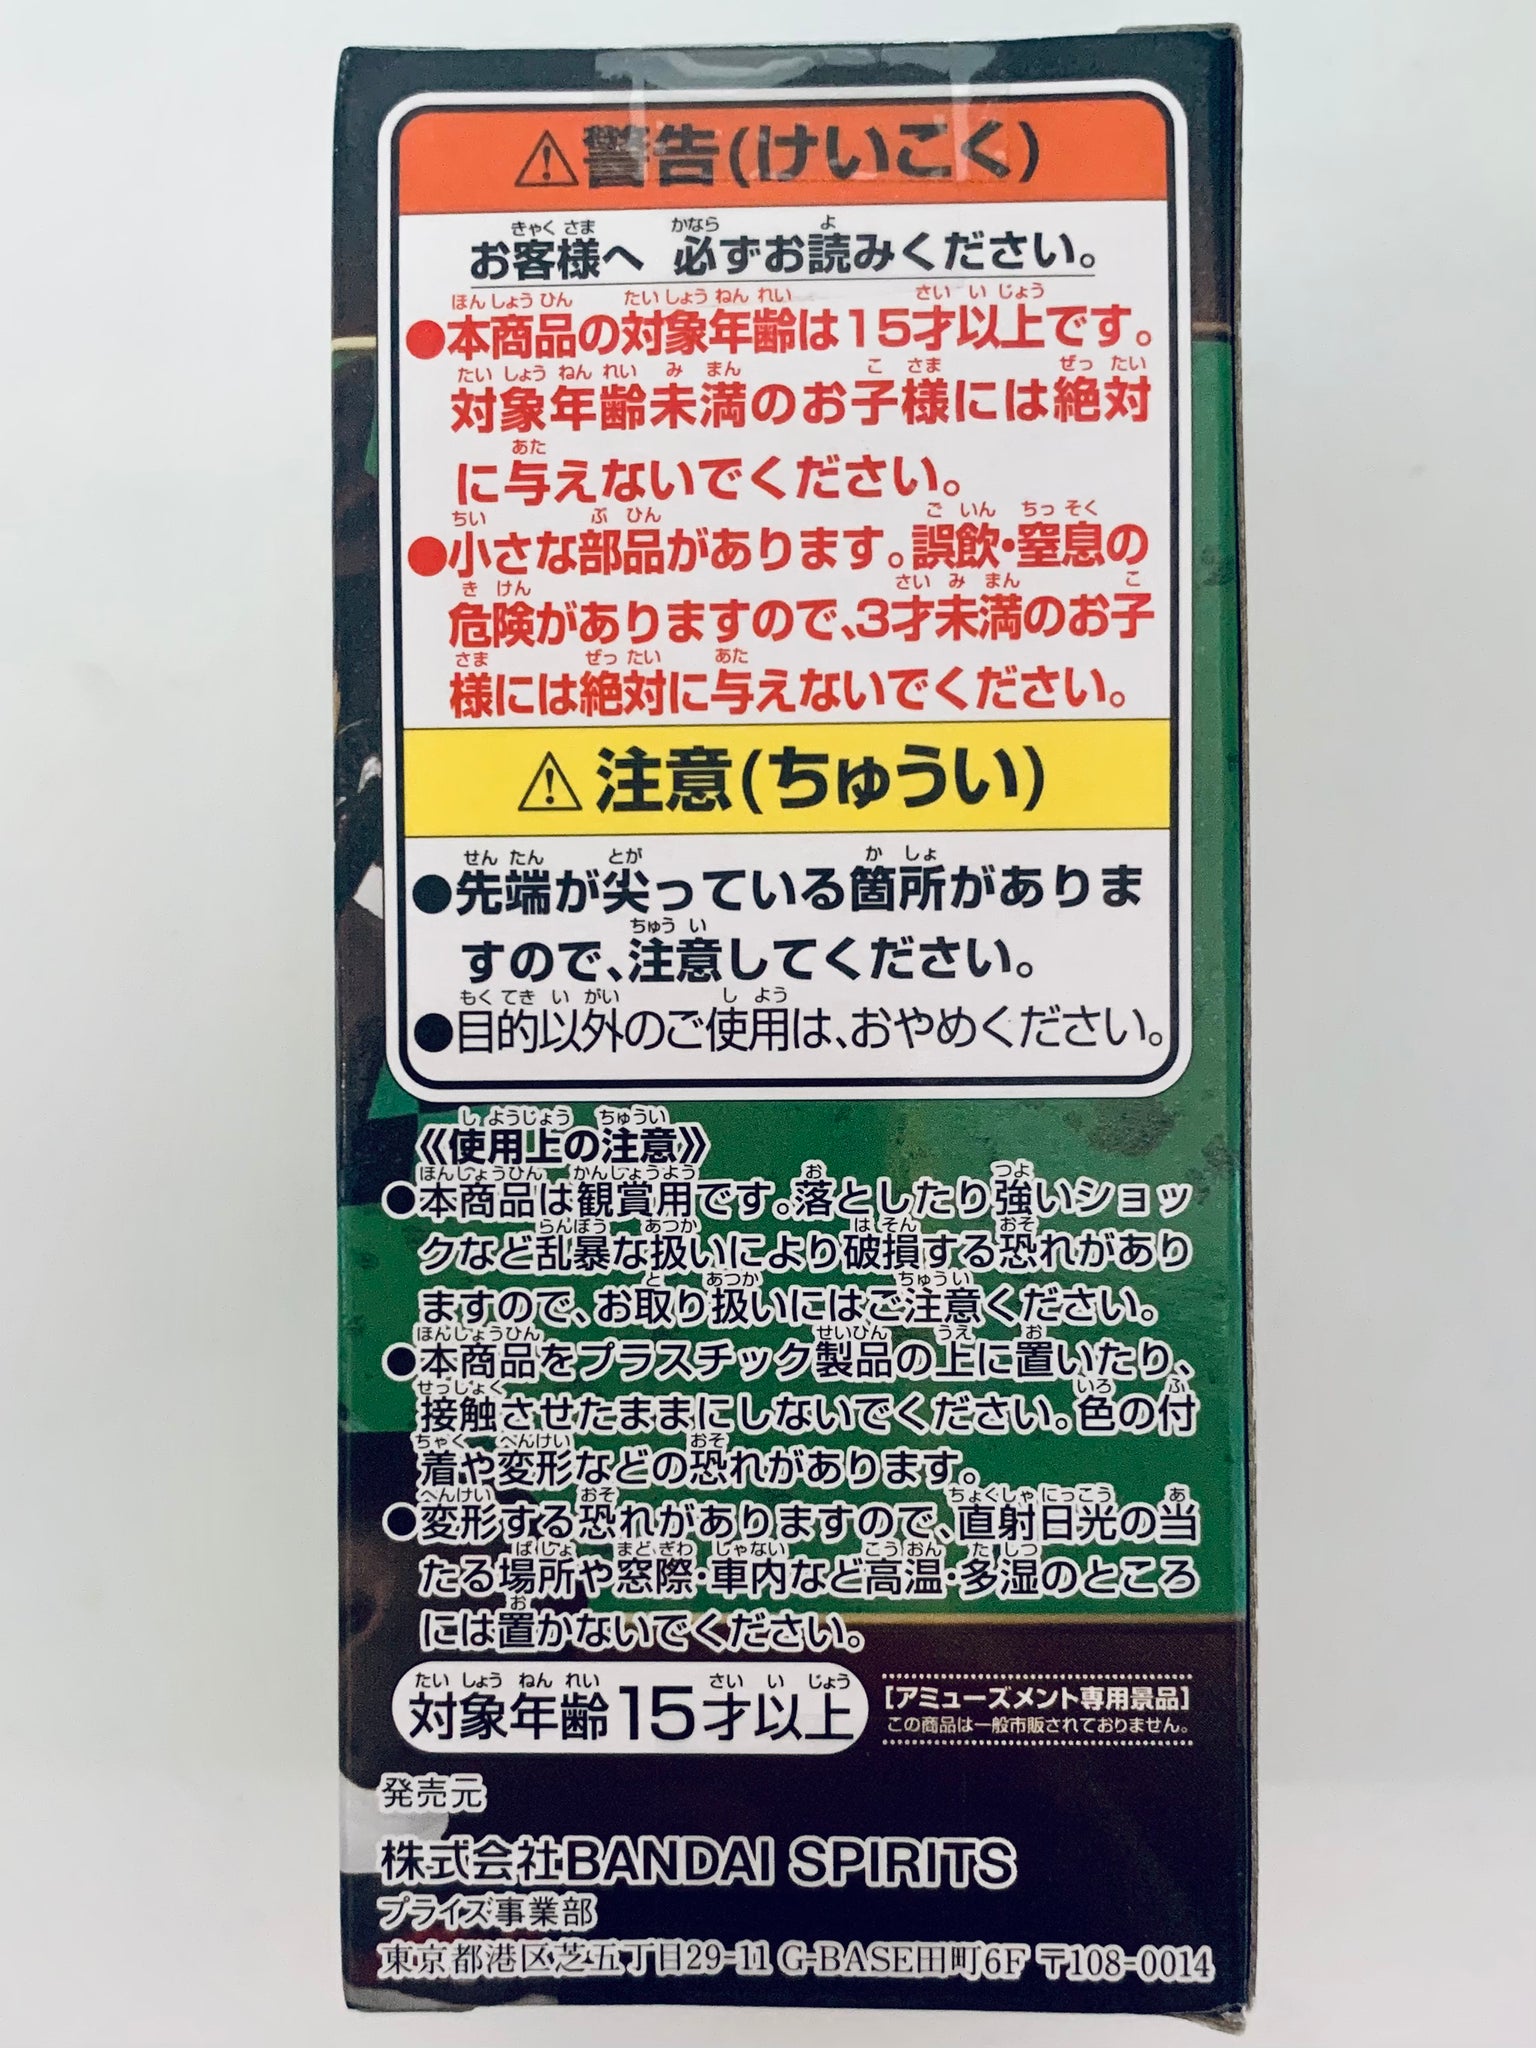 ⚠警告(けいこく)
お客様へ 必ずお読みください。
●本商品の対象年齢は15才以上です。
対象年齢未満のお子様には絶対
に与えないでください。
●小さな部品があります。誤飲・窒息の
危険がありますので、3才未満のお子
様には絶対に与えないでください。
⚠注意(ちゅうい)
●先端が尖っている箇所がありま
すので、注意してください。
●目的以外のご使用は、おやめください。
《使用上の注意》
●本商品は観賞用です。落としたり強いショッ
クなど乱暴な扱いにより破損する恐れがあり
ますので、お取り扱いにはご注意ください。
●本商品をプラスチック製品の上に置いたり、
接触させたままにしないでください。色の付
着や変形などの恐れがあります。
●変形する恐れがありますので、直射日光の当
たる場所や窓際・車内など高温・多湿のところ
には置かないでください。
対象年齢15才以上
[アミューズメント専用景品]
この商品は一般市販されておりません。
発売元
株式会社BANDAI SPIRITS
プライズ事業部
東京都港区芝五丁目29-11 G-BASE田町6F 〒108-0014